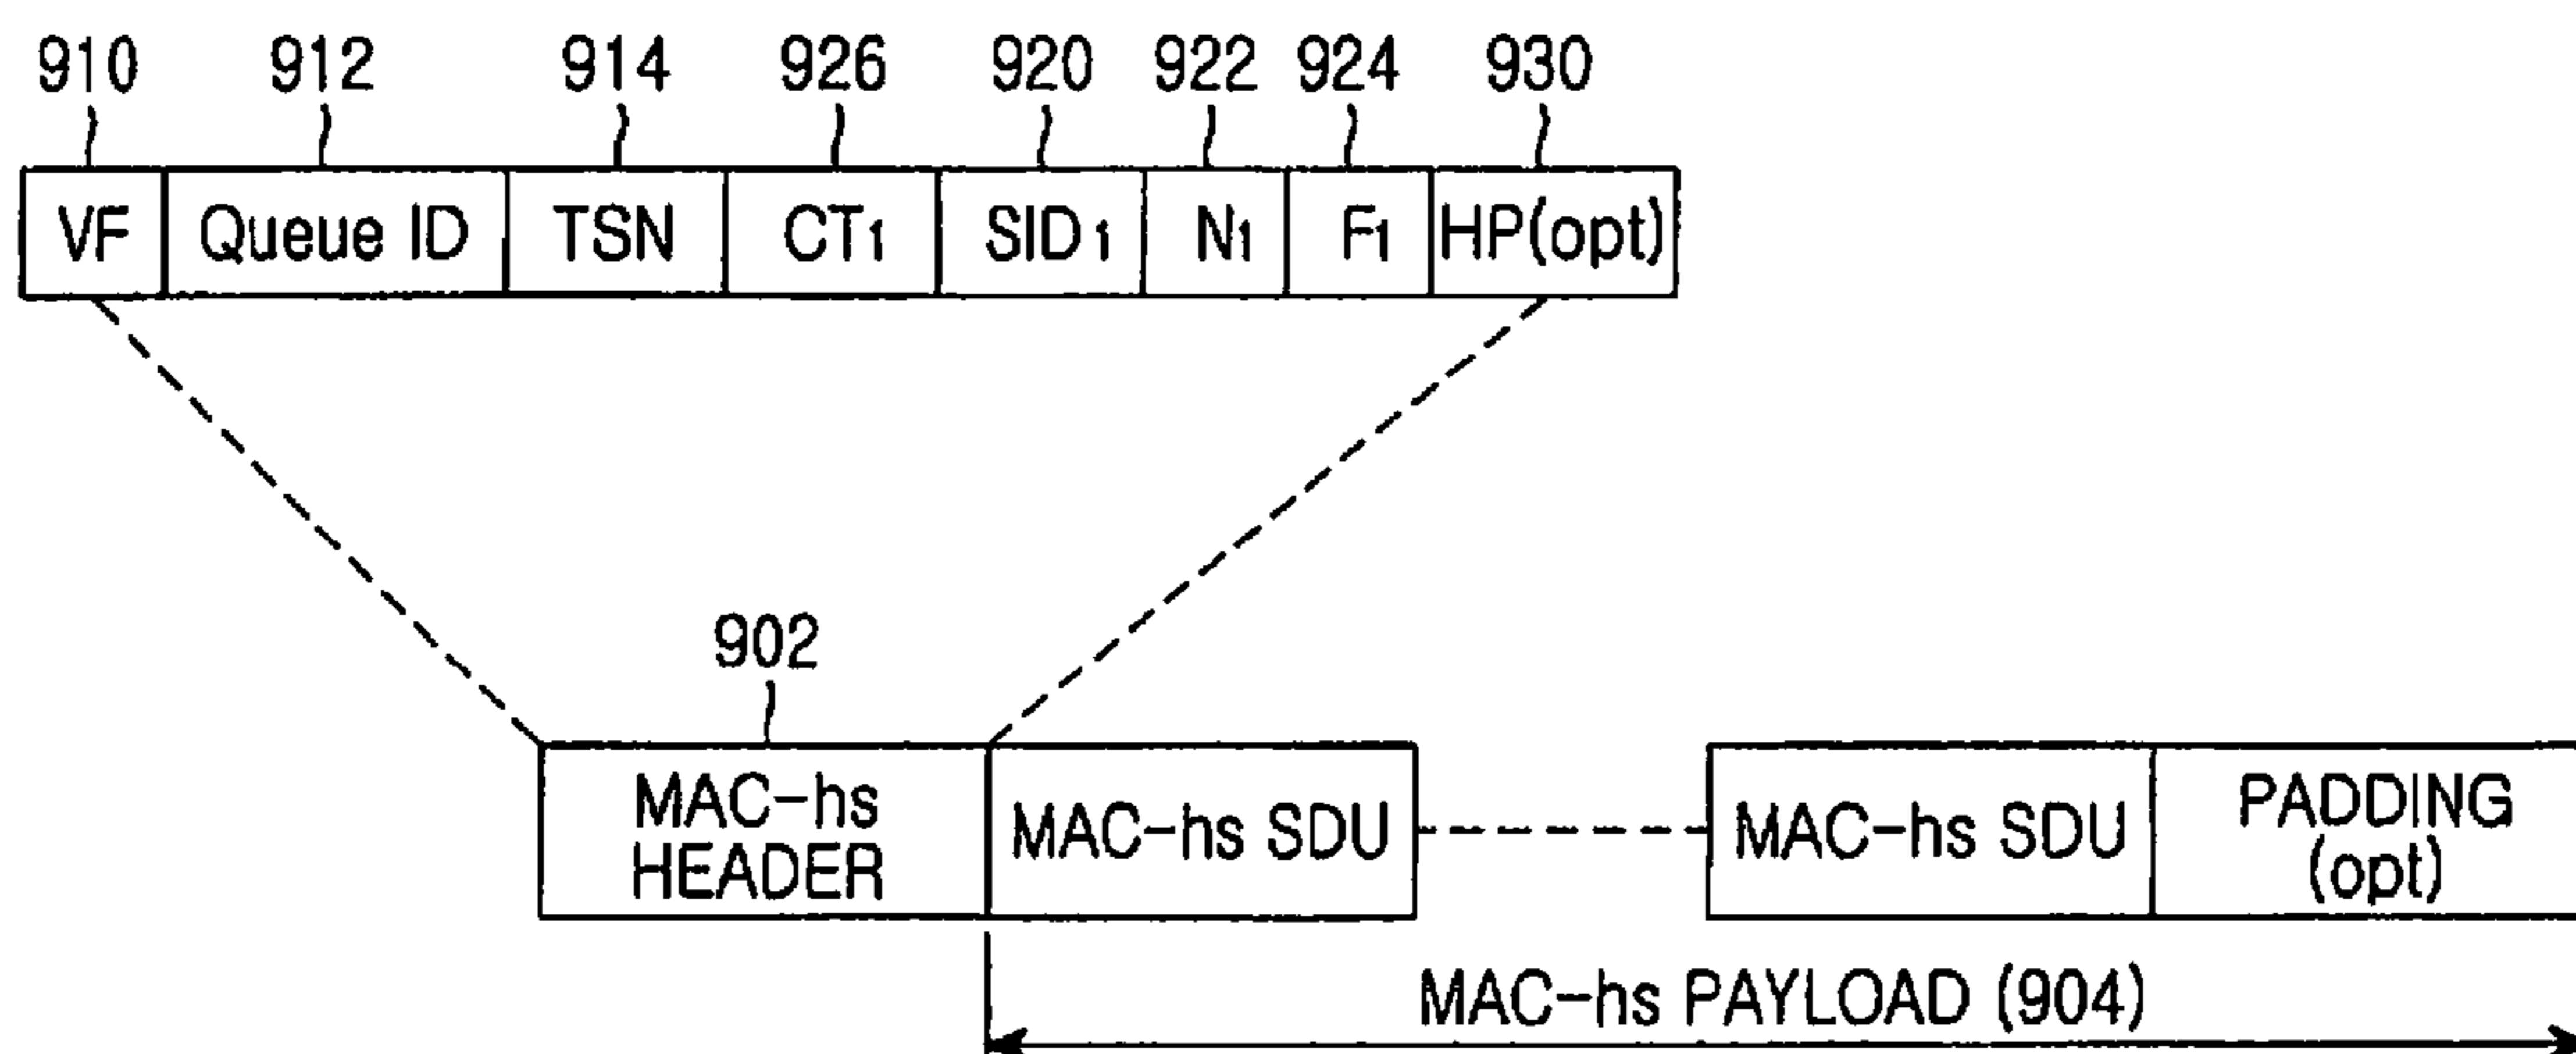 910 912 914 926 920 922 924 930
VF Queue ID TSN CT1 SID1 N1 F1 HP(opt)
902
MAC-hs HEADER MAC-hs SDU MAC-hs SDU PADDING (opt)
MAC-hs PAYLOAD (904)